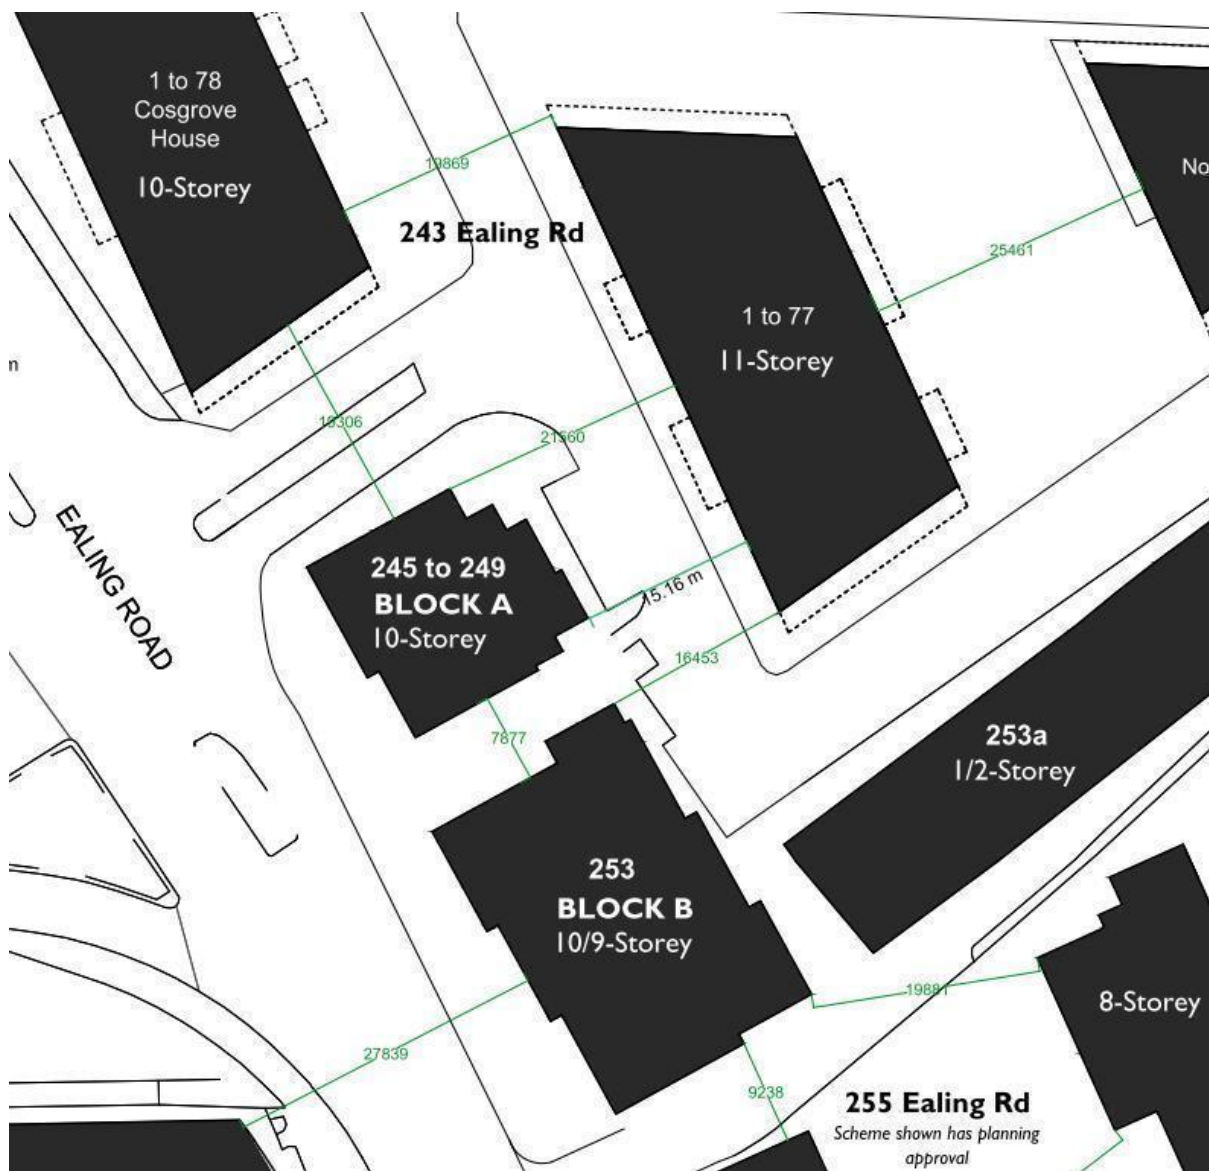 1 to 78
Cosgrove
House
10-Storey
19869
243 Ealing Rd
No
25461
1 to 77
11-Storey
m
19306
21560
EALING ROAD
245 to 249
BLOCK A
10-Storey
15.16 m
16453
7877
253a
1/2-Storey
253
BLOCK B
10/9-Storey
19881
8-Storey
27839
9238
255 Ealing Rd
Scheme shown has planning
approval